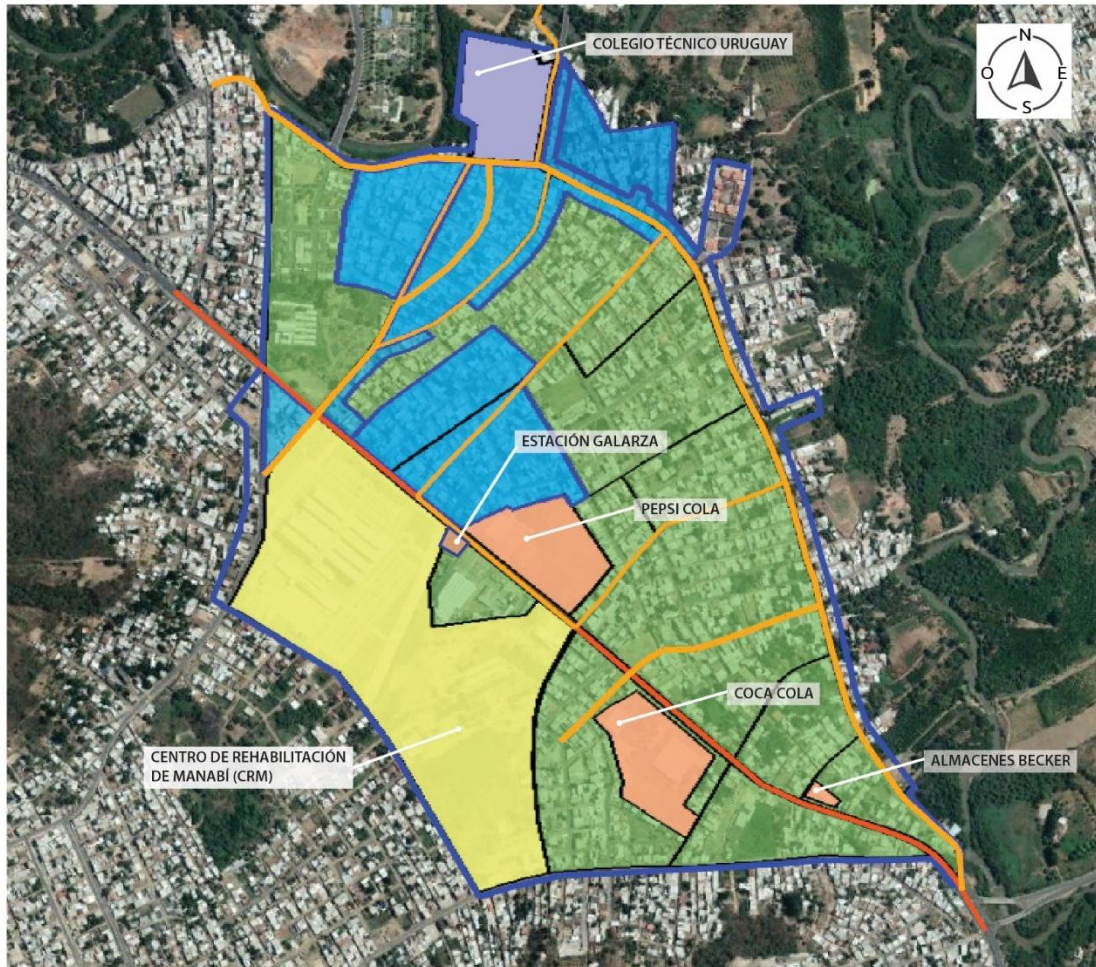 COLEGIO TÉCNICO URUGUAY
N
O
E
S
ESTACIÓN GALARZA
PEPSI COLA
COCA COLA
CENTRO DE REHABILITACIÓN
DE MANABÍ (CRM)
ALMACENES BECKER